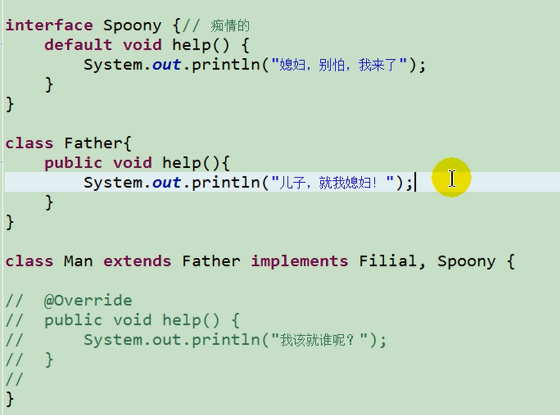 interface Spoony {// 痴情的
    default void help() {
        System.out.println("媳妇，别怕，我来了");
    }
}
class Father{
    public void help(){
        System.out.println("儿子，就我媳妇！");
    }
}
class Man extends Father implements Filial, Spoony {
//  @Override
//  public void help() {
//      System.out.println("我该就谁呢？");
//  }
//
}